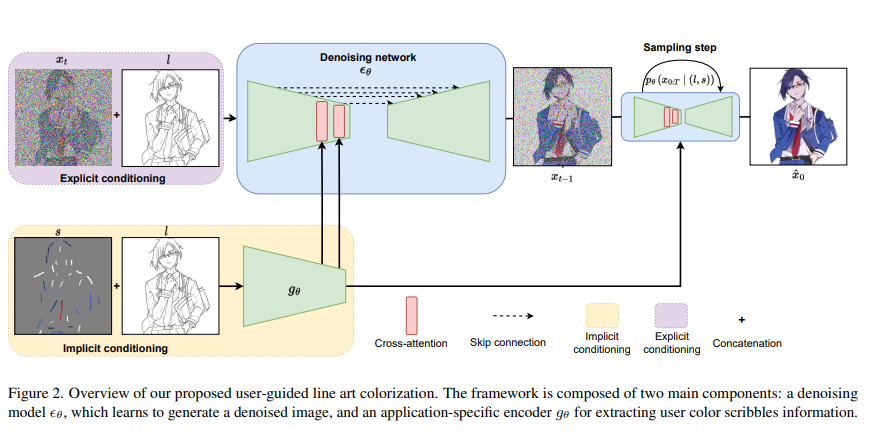 x_t
l
+
Explicit conditioning
Denoising network
ϵ_θ
x_{t−1}
Sampling step
p_θ(x_{0:T} | (l, s))
x̂_0
s
l
+
Implicit conditioning
g_θ
Cross-attention
Skip connection
Implicit
conditioning
Explicit
conditioning
+
Concatenation
Figure 2. Overview of our proposed user-guided line art colorization. The framework is composed of two main components: a denoising
model ϵ_θ, which learns to generate a denoised image, and an application-specific encoder g_θ for extracting user color scribbles information.